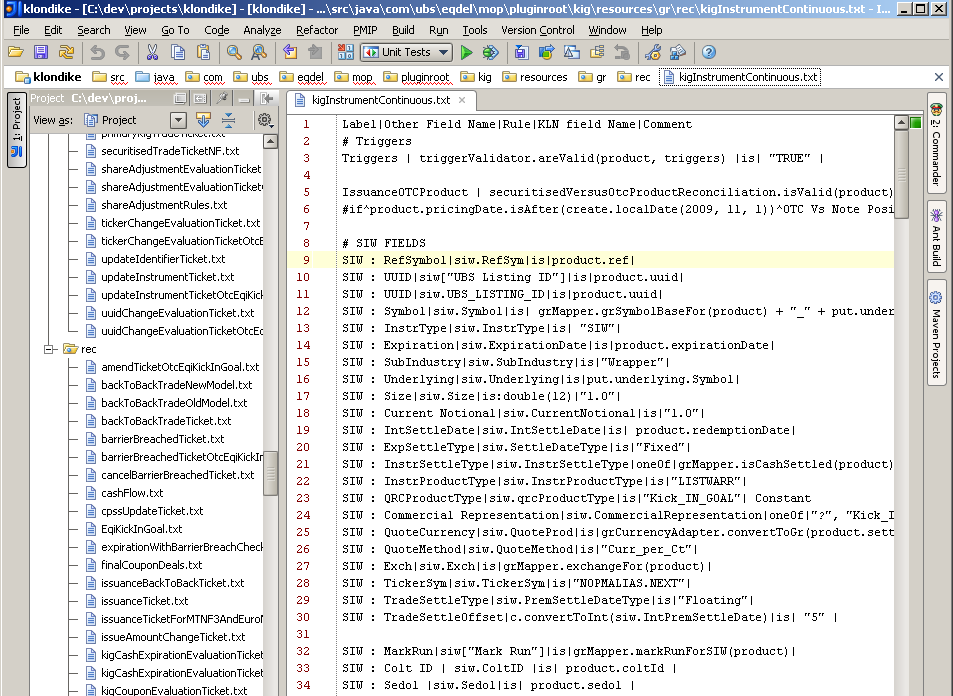 klondike - [C:\dev\projects\klondike] - [klondike] - ...\src\java\com\ubs\eqdel\mop\pluginroot\kig\resources\gr\rec\kigInstrumentContinuous.txt - I...
File Edit Search View Go To Code Analyze Refactor PMIP Build Run Tools Version Control Window Help
Unit Tests
klondike src java com ubs eqdel mop pluginroot kig resources gr rec kigInstrumentContinuous.txt
1: Project
Project C:\dev\proj...
View as: Project
securitisedTradeTicketNF.txt
shareAdjustmentEvaluationTicket
shareAdjustmentEvaluationTicket
shareAdjustmentRules.txt
tickerChangeEvaluationTicket.txt
tickerChangeEvaluationTicketOtcE
updateIdentifierTicket.txt
updateInstrumentTicket.txt
updateInstrumentTicketOtcEqiKick
uuidChangeEvaluationTicket.txt
uuidChangeEvaluationTicketOtcEc
rec
amendTicketOtcEqiKickInGoal.txt
backToBackTradeNewModel.txt
backToBackTradeOldModel.txt
backToBackTradeTicket.txt
barrierBreachedTicket.txt
barrierBreachedTicketOtcEqiKickIr
cancelBarrierBreachedTicket.txt
cashFlow.txt
cpssUpdateTicket.txt
EqiKickInGoal.txt
expirationWithBarrierBreachCheck
finalCouponDeals.txt
issuanceBackToBackTicket.txt
issuanceTicket.txt
issuanceTicketForMTNF3AndEuroM
issueAmountChangeTicket.txt
kigCashExpirationEvaluationTicket
kigCashExpirationEvaluationTicket
kigCouponEvaluationTicket.txt
kigInstrumentContinuous.txt
1 Label|Other Field Name|Rule|KLN field Name|Comment
2 # Triggers
3 Triggers | triggerValidator.areValid(product, triggers) |is| "TRUE" |
4
5 IssuanceOTCProduct | securitisedVersusOtcProductReconciliation.isValid(product)
6 #if^product.pricingDate.isAfter(create.localDate(2009, 11, 1))^OTC Vs Note Posi
7
8 # SIW FIELDS
9 SIW : RefSymbol|siw.RefSym|is|product.ref|
10 SIW : UUID|siw["UBS Listing ID"]|is|product.uuid|
11 SIW : UUID|siw.UBS_LISTING_ID|is|product.uuid|
12 SIW : Symbol|siw.Symbol|is| grMapper.grSymbolBaseFor(product) + "_" + put.under
13 SIW : InstrType|siw.InstrType|is| "SIW"|
14 SIW : Expiration|siw.ExpirationDate|is|product.expirationDate|
15 SIW : SubIndustry|siw.SubIndustry|is|"Wrapper"|
16 SIW : Underlying|siw.Underlying|is|put.underlying.Symbol|
17 SIW : Size|siw.Size|is:double(12)|"1.0"|
18 SIW : Current Notional|siw.CurrentNotional|is|"1.0"|
19 SIW : IntSettleDate|siw.IntSettleDate|is| product.redemptionDate|
20 SIW : ExpSettleType|siw.SettleDateType|is|"Fixed"|
21 SIW : InstrSettleType|siw.InstrSettleType|oneOf|grMapper.isCashSettled(product)
22 SIW : InstrProductType|siw.InstrProductType|is|"LISTWARR"|
23 SIW : QRCProductType|siw.qrcProductType|is|"Kick_IN_GOAL"| Constant
24 SIW : Commercial Representation|siw.CommercialRepresentation|oneOf|"?", "Kick_I
25 SIW : QuoteCurrency|siw.QuoteProd|is|grCurrencyAdapter.convertToGr(product.sett
26 SIW : QuoteMethod|siw.QuoteMethod|is|"Curr_per_Ct"|
27 SIW : Exch|siw.Exch|is|grMapper.exchangeFor(product)|
28 SIW : TickerSym|siw.TickerSym|is|"NOPMALIAS.NEXT"|
29 SIW : TradeSettleType|siw.PremSettleDateType|is|"Floating"|
30 SIW : TradeSettleOffset|c.convertToInt(siw.IntPremSettleDate)|is| "5" |
31
32 SIW : MarkRun|siw["Mark Run"]|is|grMapper.markRunForSIW(product)|
33 SIW : Colt ID | siw.ColtID |is| product.coltId |
34 SIW : Sedol |siw.Sedol|is| product.sedol |
2: Commander
Ant Build
Maven Projects